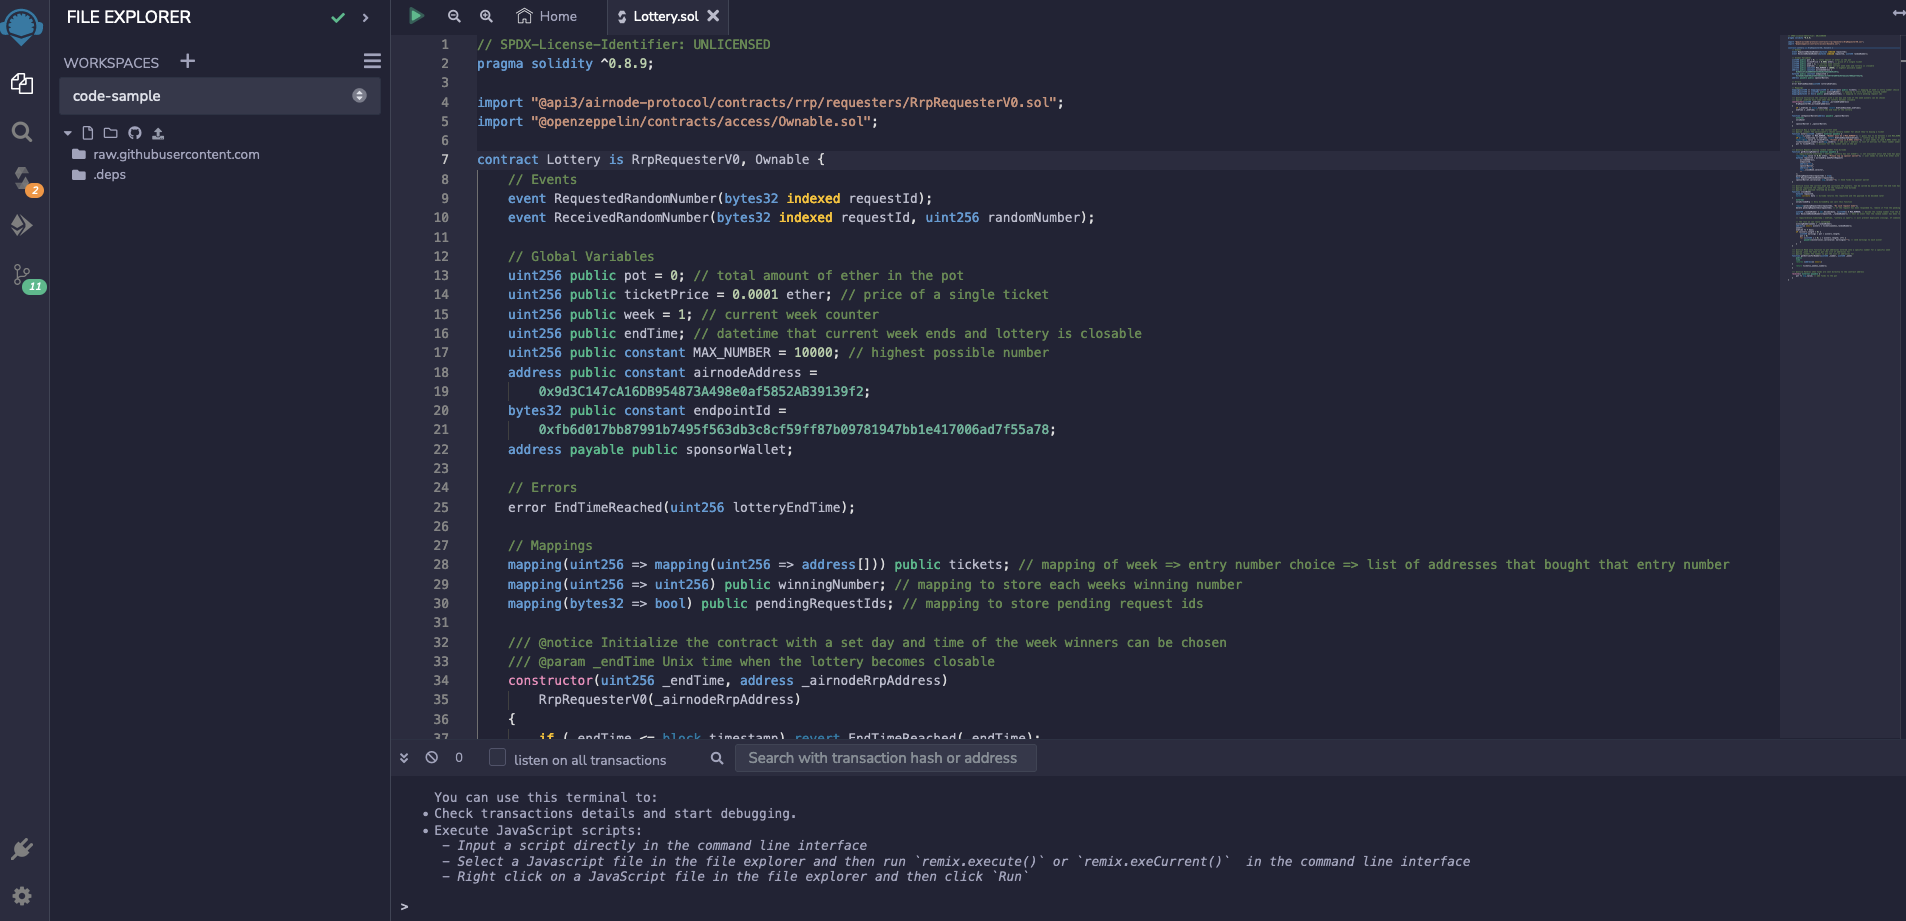 FILE EXPLORER
WORKSPACES
code-sample
raw.githubusercontent.com
.deps
2
11
Home
Lottery.sol
1 // SPDX-License-Identifier: UNLICENSED
2 pragma solidity ^0.8.9;
3
4 import "@api3/airnode-protocol/contracts/rrp/requesters/RrpRequesterV0.sol";
5 import "@openzeppelin/contracts/access/Ownable.sol";
6
7 contract Lottery is RrpRequesterV0, Ownable {
8 // Events
9 event RequestedRandomNumber(bytes32 indexed requestId);
10 event ReceivedRandomNumber(bytes32 indexed requestId, uint256 randomNumber);
11
12 // Global Variables
13 uint256 public pot = 0; // total amount of ether in the pot
14 uint256 public ticketPrice = 0.0001 ether; // price of a single ticket
15 uint256 public week = 1; // current week counter
16 uint256 public endTime; // datetime that current week ends and lottery is closable
17 uint256 public constant MAX_NUMBER = 10000; // highest possible number
18 address public constant airnodeAddress =
19 0x9d3C147cA16DB954873A498e0af5852AB39139f2;
20 bytes32 public constant endpointId =
21 0xfb6d017bb87991b7495f563db3c8cf59ff87b09781947bb1e417006ad7f55a78;
22 address payable public sponsorWallet;
23
24 // Errors
25 error EndTimeReached(uint256 lotteryEndTime);
26
27 // Mappings
28 mapping(uint256 => mapping(uint256 => address[])) public tickets; // mapping of week => entry number choice => list of addresses that bought that entry number
29 mapping(uint256 => uint256) public winningNumber; // mapping to store each weeks winning number
30 mapping(bytes32 => bool) public pendingRequestIds; // mapping to store pending request ids
31
32 /// @notice Initialize the contract with a set day and time of the week winners can be chosen
33 /// @param _endTime Unix time when the lottery becomes closable
34 constructor(uint256 _endTime, address _airnodeRrpAddress)
35 RrpRequesterV0(_airnodeRrpAddress)
36 {
37 if (_endTime <= block.timestamp) revert EndTimeReached(_endTime);
0
listen on all transactions
Search with transaction hash or address
You can use this terminal to:
• Check transactions details and start debugging.
• Execute JavaScript scripts:
- Input a script directly in the command line interface
- Select a Javascript file in the file explorer and then run `remix.execute()` or `remix.exeCurrent()` in the command line interface
- Right click on a JavaScript file in the file explorer and then click `Run`
>